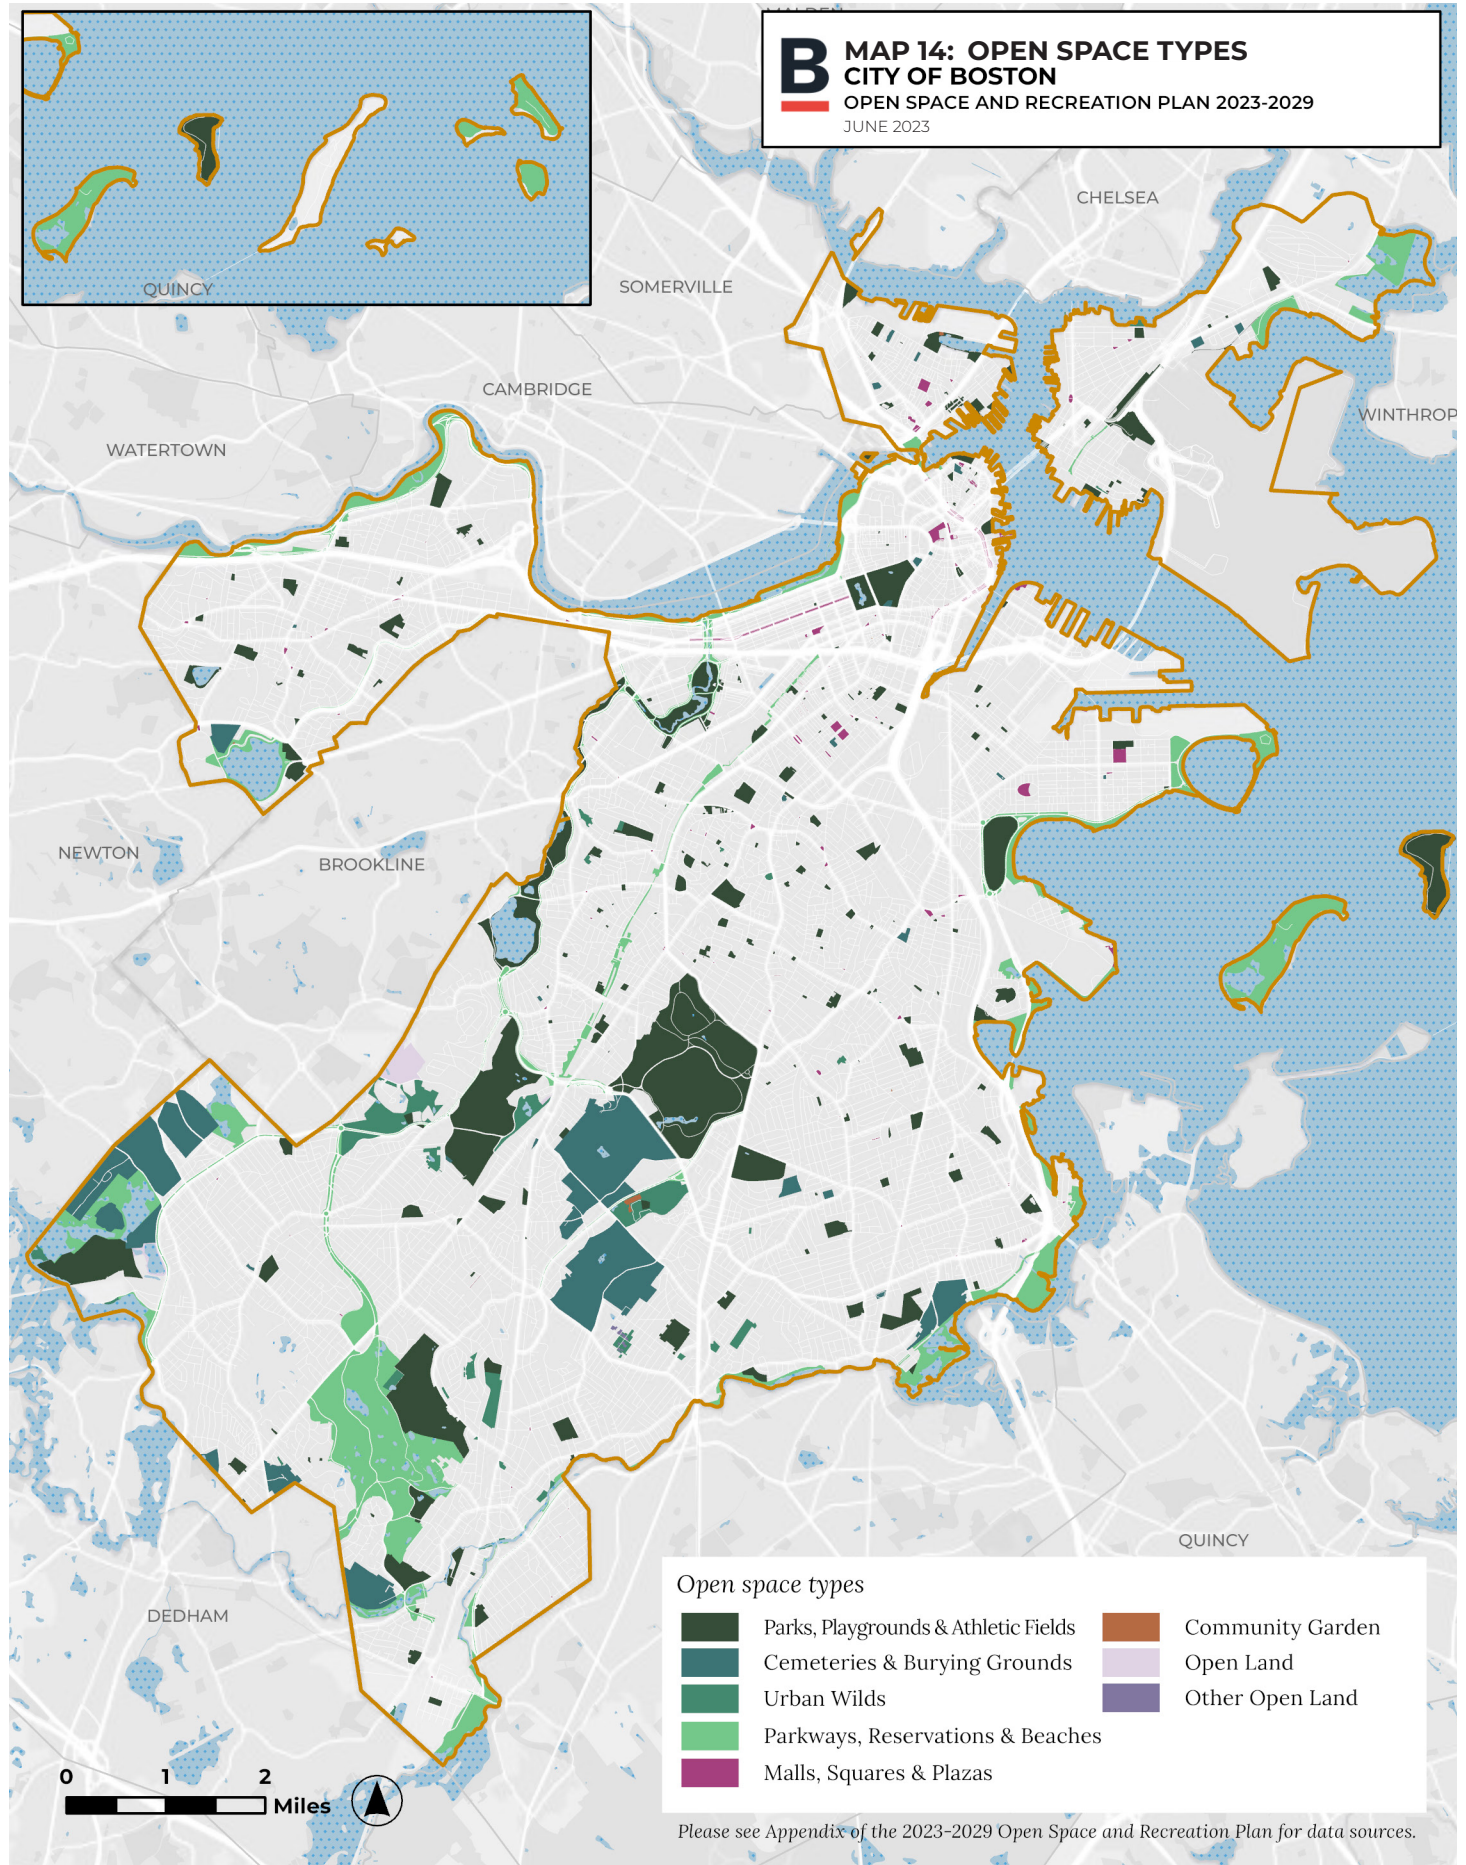 MALDEN
B
MAP 14: OPEN SPACE TYPES
CITY OF BOSTON
OPEN SPACE AND RECREATION PLAN 2023-2029
JUNE 2023
CHELSEA
QUINCY
SOMERVILLE
CAMBRIDGE
WINTHROP
WATERTOWN
NEWTON
BROOKLINE
QUINCY
DEDHAM
Open space types
Parks, Playgrounds & Athletic Fields
Cemeteries & Burying Grounds
Urban Wilds
Parkways, Reservations & Beaches
Malls, Squares & Plazas
Community Garden
Open Land
Other Open Land
0 1 2
Miles
Please see Appendix of the 2023-2029 Open Space and Recreation Plan for data sources.